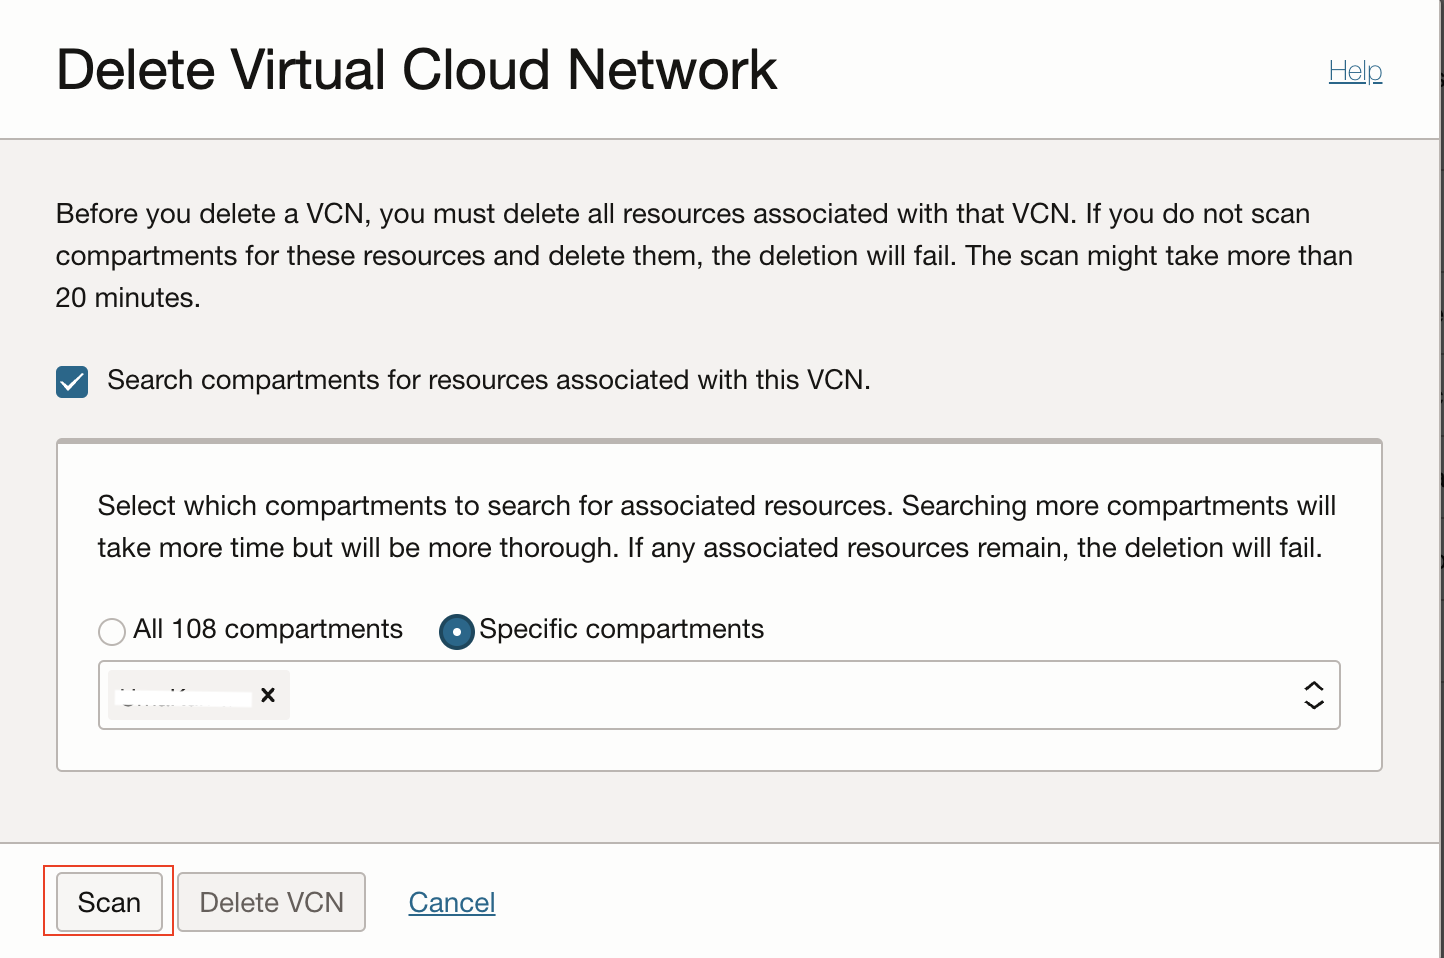 Delete Virtual Cloud Network
Help
Before you delete a VCN, you must delete all resources associated with that VCN. If you do not scan
compartments for these resources and delete them, the deletion will fail. The scan might take more than
20 minutes.
Search compartments for resources associated with this VCN.
Select which compartments to search for associated resources. Searching more compartments will
take more time but will be more thorough. If any associated resources remain, the deletion will fail.
All 108 compartments Specific compartments
Scan Delete VCN Cancel